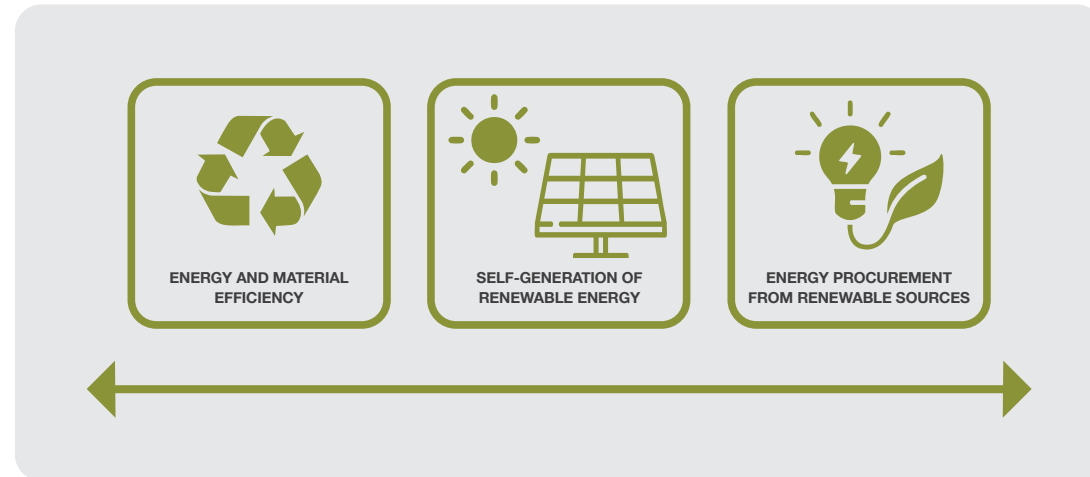 ENERGY AND MATERIAL
EFFICIENCY
SELF-GENERATION OF
RENEWABLE ENERGY
ENERGY PROCUREMENT
FROM RENEWABLE SOURCES